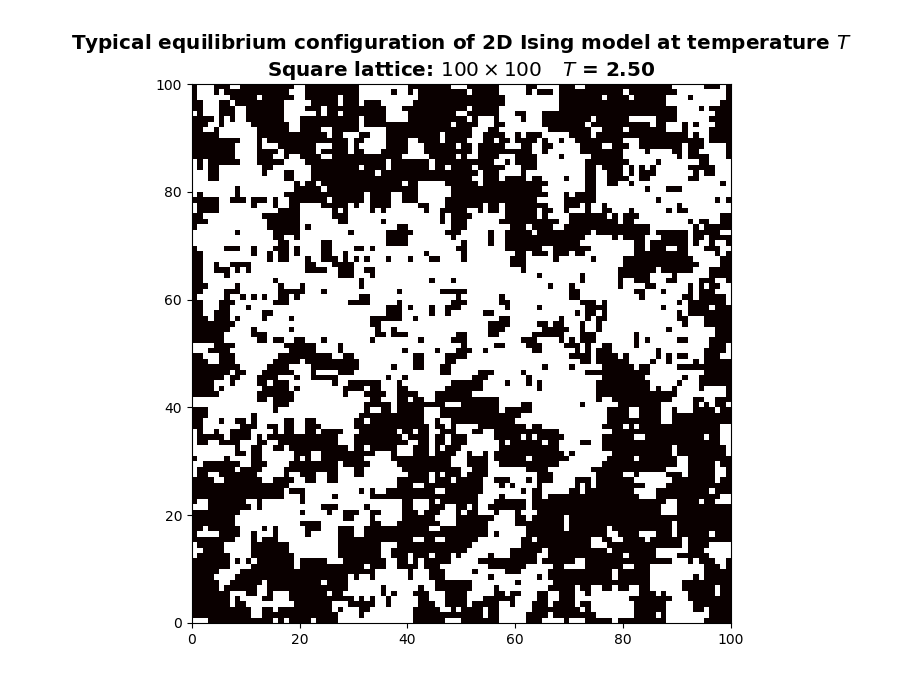 Typical equilibrium configuration of 2D Ising model at temperature T
Square lattice: 100 × 100 T = 2.50
100
80
60
40
20
0
0 20 40 60 80 100